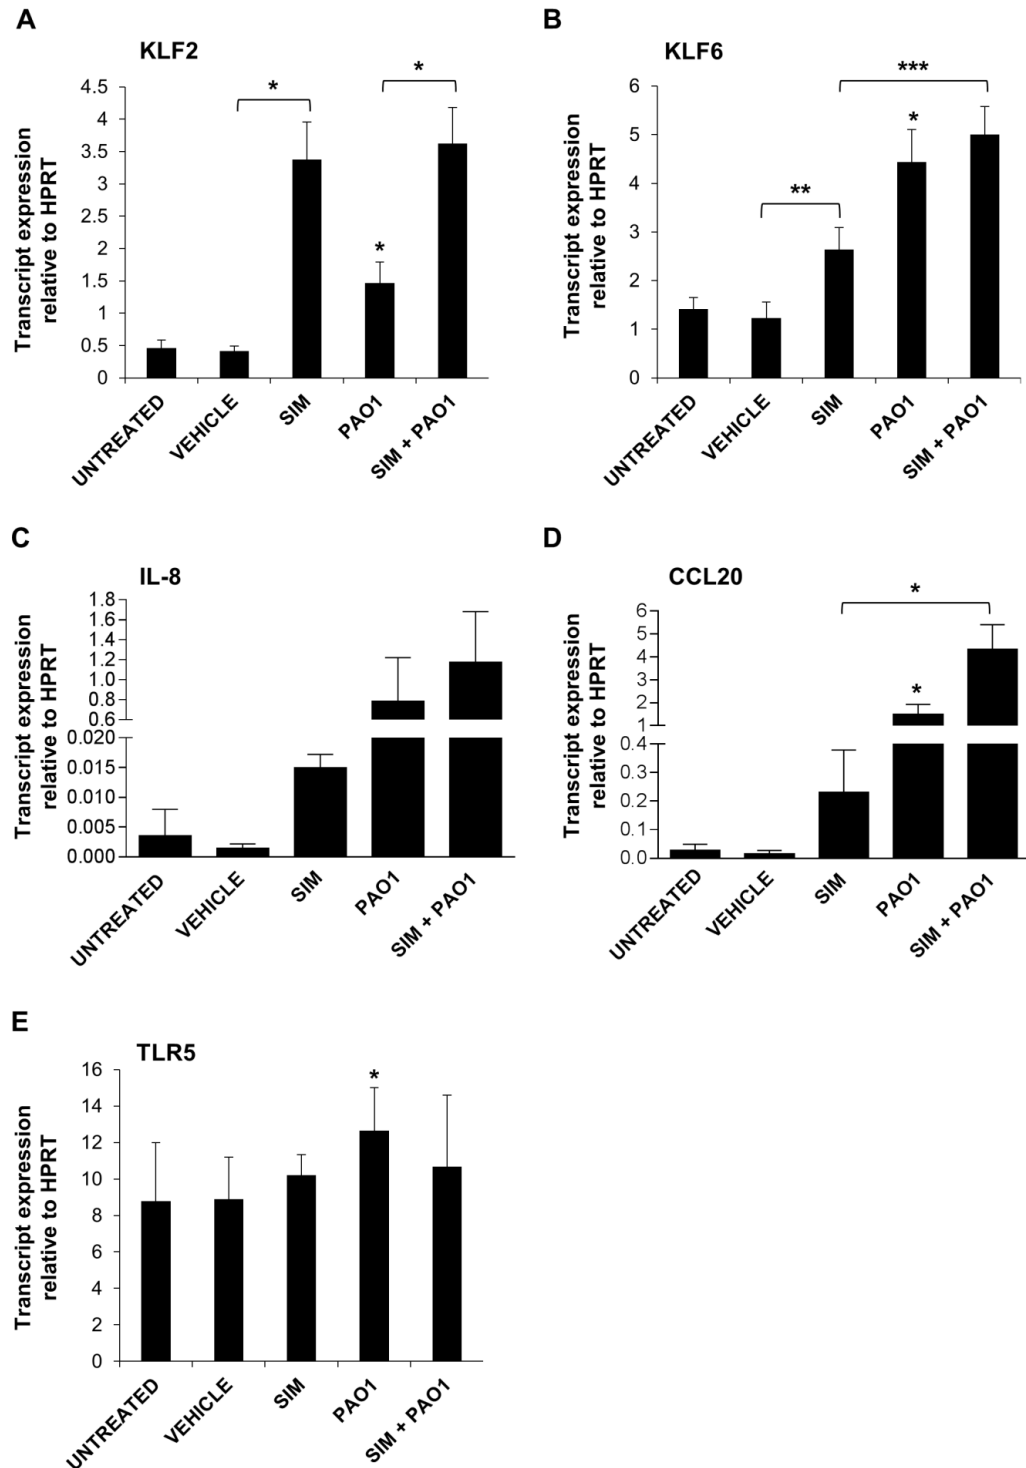 A
KLF2
Transcript expression
relative to HPRT
4.5
4
3.5
3
2.5
2
1.5
1
0.5
0
*
*
*
UNTREATED
VEHICLE
SIM
PAO1
SIM + PAO1
B
KLF6
Transcript expression
relative to HPRT
6
5
4
3
2
1
0
**
*
***
UNTREATED
VEHICLE
SIM
PAO1
SIM + PAO1
C
IL-8
Transcript expression
relative to HPRT
1.8
1.6
1.4
1.2
1.0
0.8
0.6
0.020
0.015
0.010
0.005
0.000
UNTREATED
VEHICLE
SIM
PAO1
SIM + PAO1
D
CCL20
Transcript expression
relative to HPRT
6
5
4
3
2
1
0.4
0.3
0.2
0.1
0.0
*
*
UNTREATED
VEHICLE
SIM
PAO1
SIM + PAO1
E
TLR5
Transcript expression
relative to HPRT
16
14
12
10
8
6
4
2
0
*
UNTREATED
VEHICLE
SIM
PAO1
SIM + PAO1